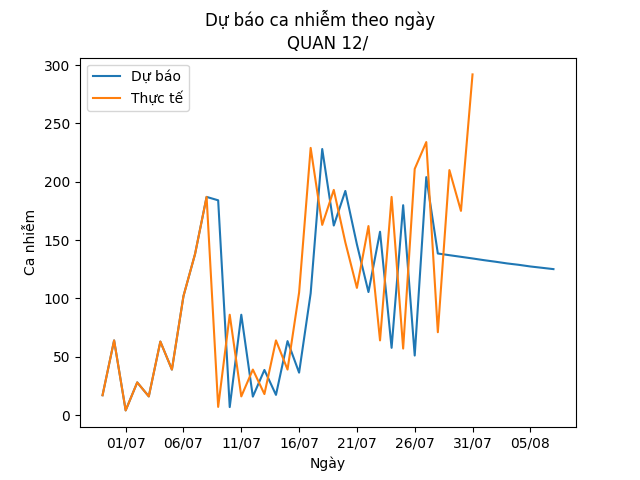 Dự báo ca nhiễm theo ngày
QUAN 12/
Dự báo
Thực tế
300
250
200
150
100
50
0
Ca nhiễm
01/07 06/07 11/07 16/07 21/07 26/07 31/07 05/08
Ngày